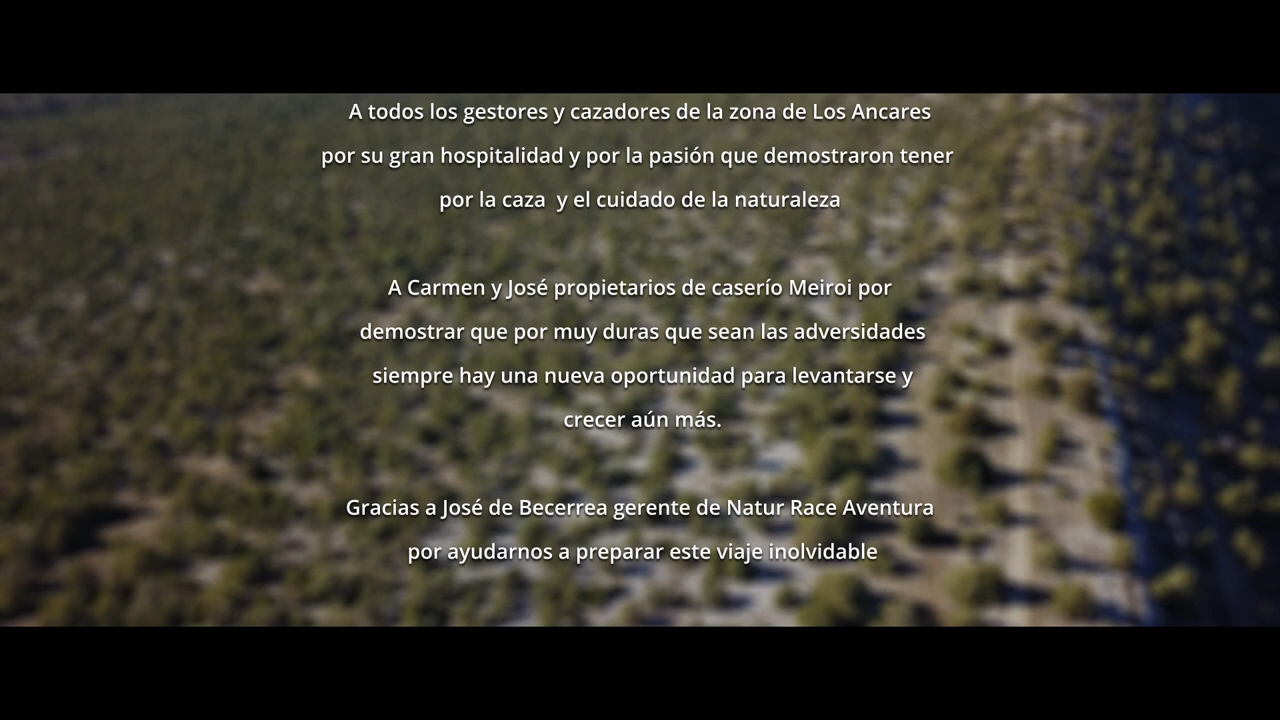 A todos los gestores y cazadores de la zona de Los Ancares
por su gran hospitalidad y por la pasión que demostraron tener
por la caza  y el cuidado de la naturaleza
A Carmen y José propietarios de caserío Meiroi por
demostrar que por muy duras que sean las adversidades
siempre hay una nueva oportunidad para levantarse y
crecer aún más.
Gracias a José de Becerrea gerente de Natur Race Aventura
por ayudarnos a preparar este viaje inolvidable